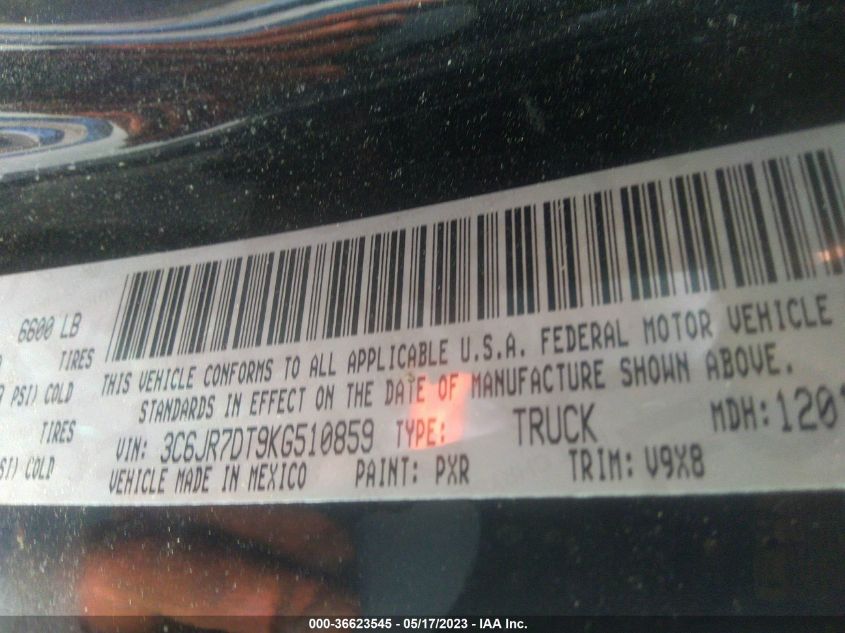 6600 LB
TIRES
PSI) COLD
TIRES
PSI) COLD
THIS VEHICLE CONFORMS TO ALL APPLICABLE U.S.A. FEDERAL MOTOR VEHICLE
STANDARDS IN EFFECT ON THE DATE OF MANUFACTURE SHOWN ABOVE.
VIN: 3C6JR7DT9KG510859 TYPE: TRUCK MDH: 120
VEHICLE MADE IN MEXICO PAINT: PXR TRIM: V9X8
000-36623545 - 05/17/2023 - IAA Inc.